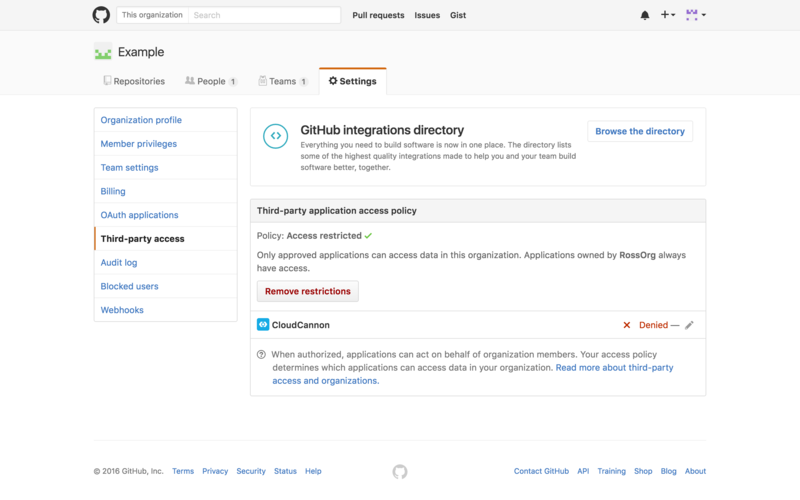 This organization Search Pull requests Issues Gist
Example
Repositories People 1 Teams 1 Settings
Organization profile
Member privileges
Team settings
Billing
OAuth applications
Third-party access
Audit log
Blocked users
Webhooks
GitHub integrations directory
Everything you need to build software is now in one place. The directory lists
some of the highest quality integrations made to help you and your team build
software better, together.
Browse the directory
Third-party application access policy
Policy: Access restricted
Only approved applications can access data in this organization. Applications owned by RossOrg always
have access.
Remove restrictions
CloudCannon Denied —
When authorized, applications can act on behalf of organization members. Your access policy
determines which applications can access data in your organization. Read more about third-party
access and organizations.
© 2016 GitHub, Inc. Terms Privacy Security Status Help Contact GitHub API Training Shop Blog About